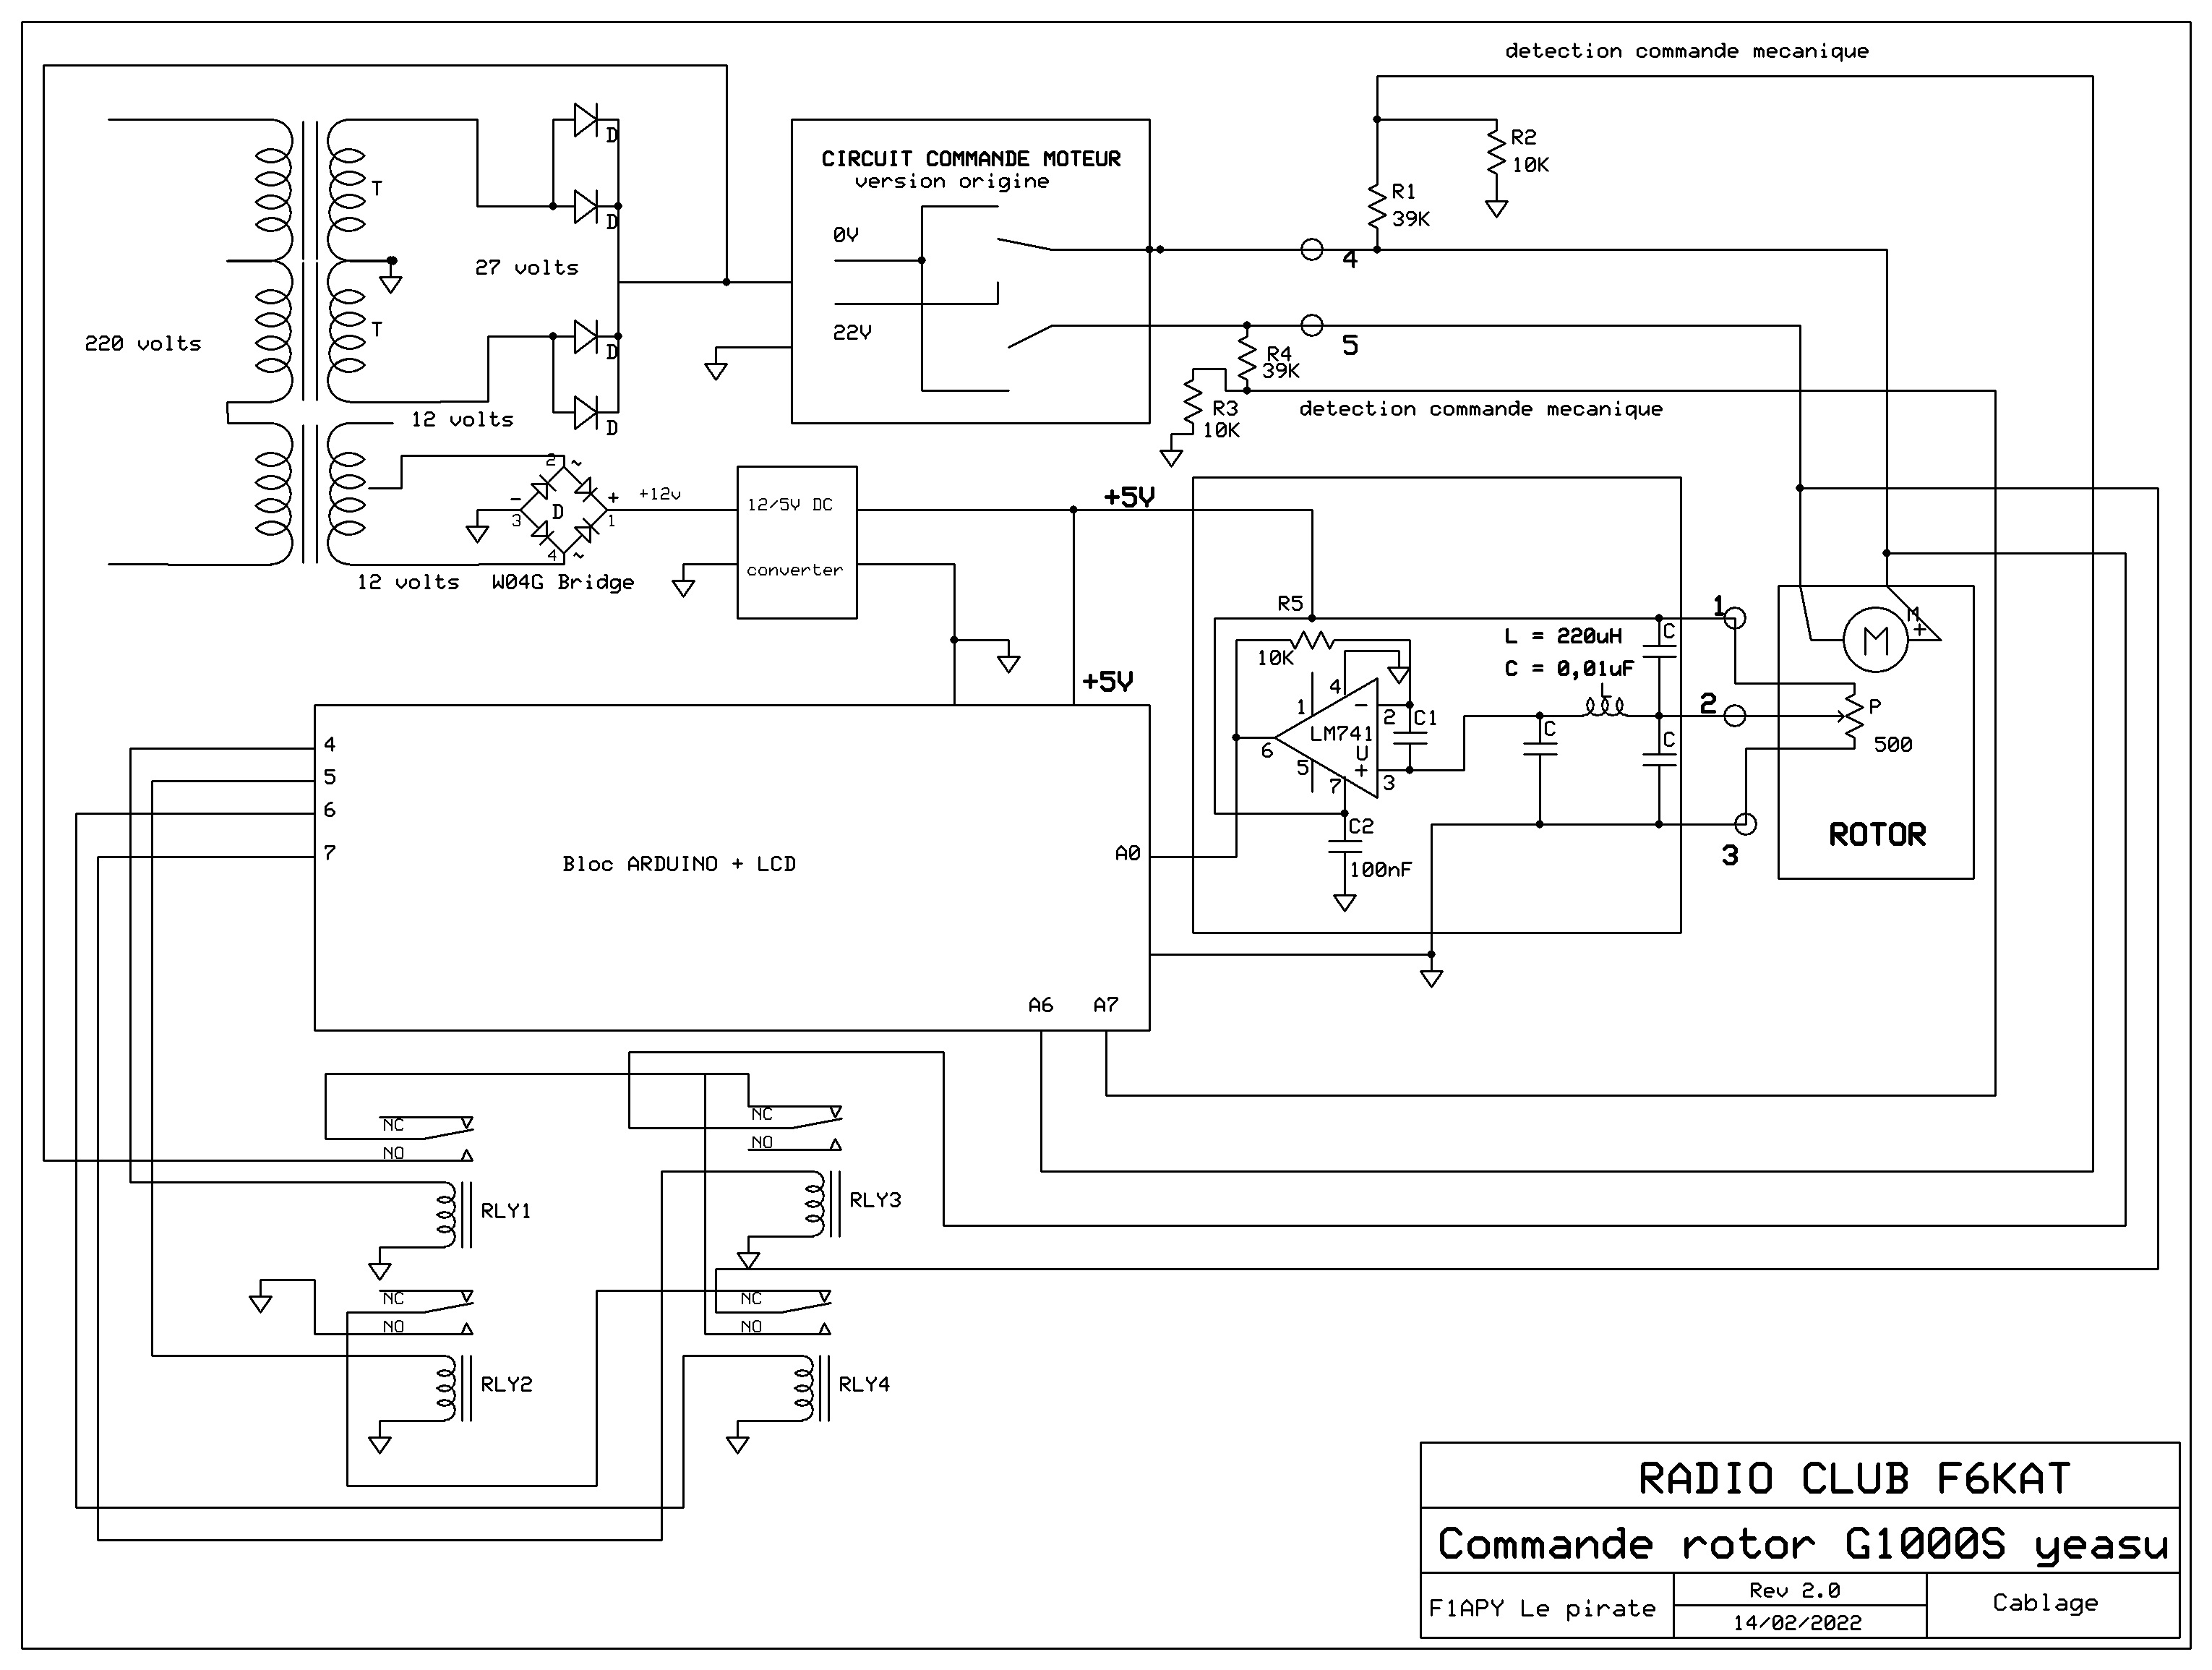 detection commande mecanique
R2
10K
R1
39K
CIRCUIT COMMANDE MOTEUR
version origine
0V
22V
4
5
D
D
D
D
T
T
27 volts
220 volts
12 volts
R4
39K
R3
10K
detection commande mecanique
2
~
-
+
3
D
1
4
~
+12v
12/5V DC
converter
12 volts
W04G Bridge
+5V
+5V
R5
10K
4
1
-
2
C1
LM741
U
6
5
+
7
3
C2
100nF
L = 220uH
C = 0,01uF
L
C
C
C
1
2
3
M
+
M
P
500
ROTOR
4
5
6
7
Bloc ARDUINO + LCD
A0
A6
A7
NC
NO
RLY1
NC
NO
RLY3
NC
NO
RLY2
NC
NO
RLY4
RADIO CLUB F6KAT
Commande rotor G1000S yeasu
F1APY Le pirate
Rev 2.0
14/02/2022
Cablage